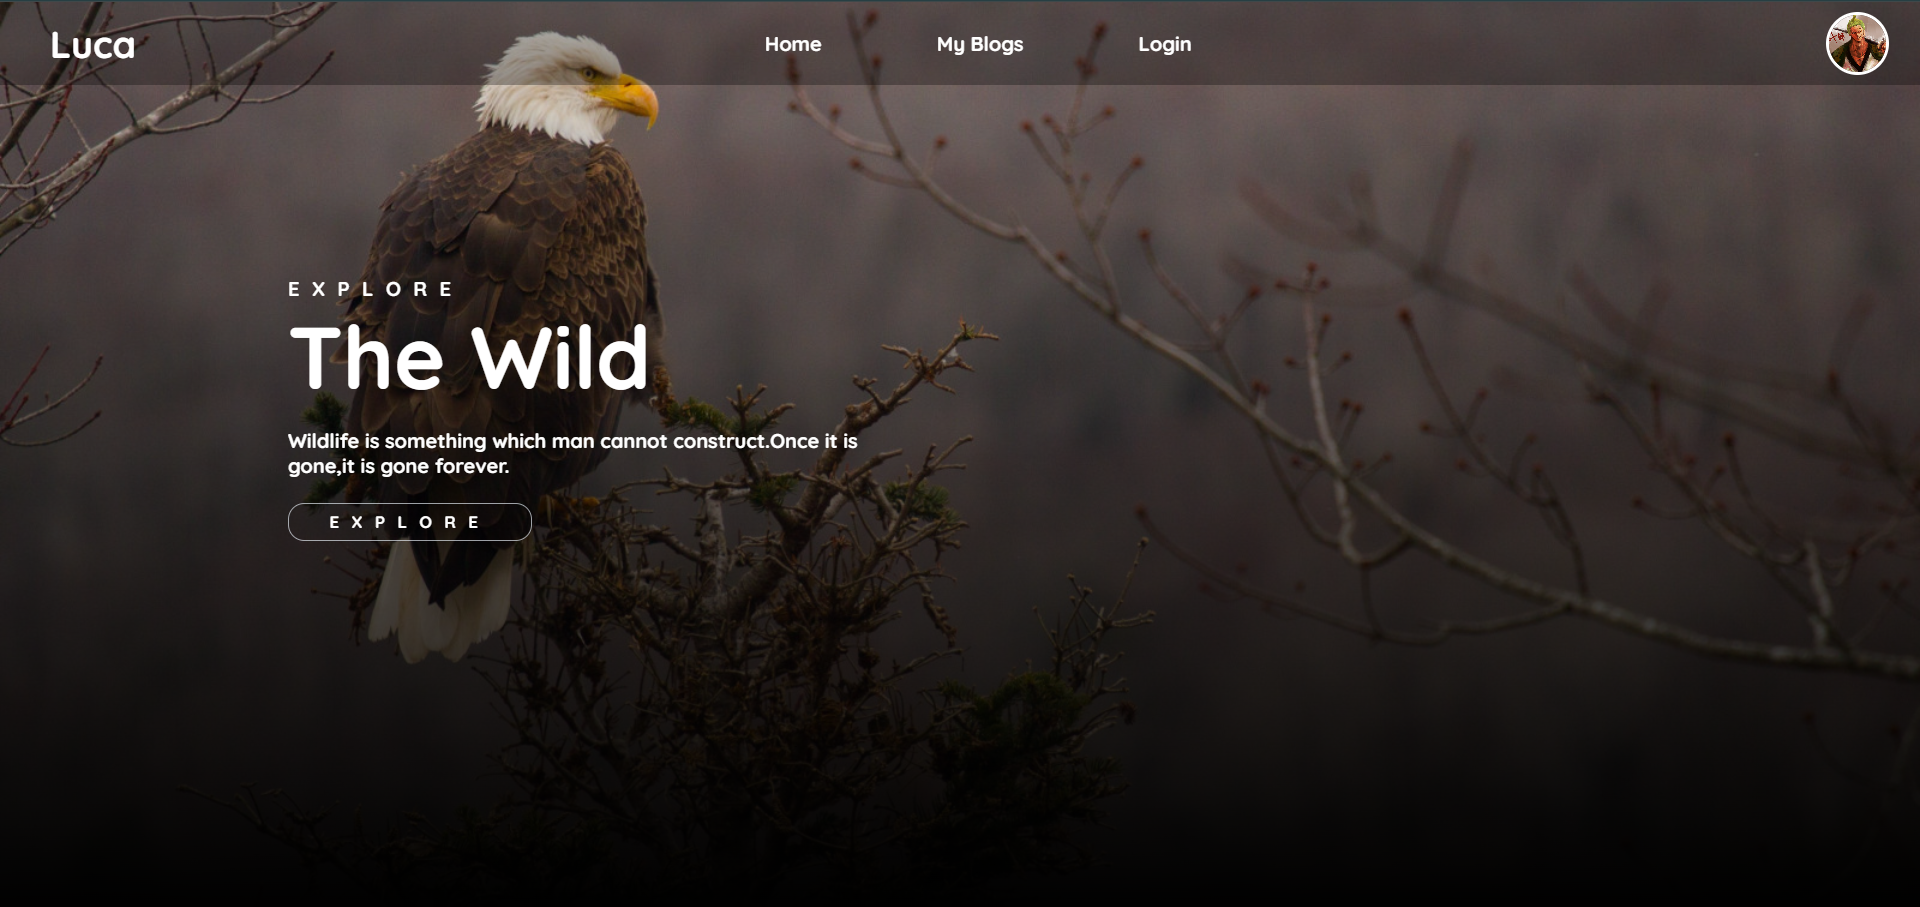 Luca
Home
My Blogs
Login
EXPLORE
The Wild
Wildlife is something which man cannot construct.Once it is
gone,it is gone forever.
EXPLORE